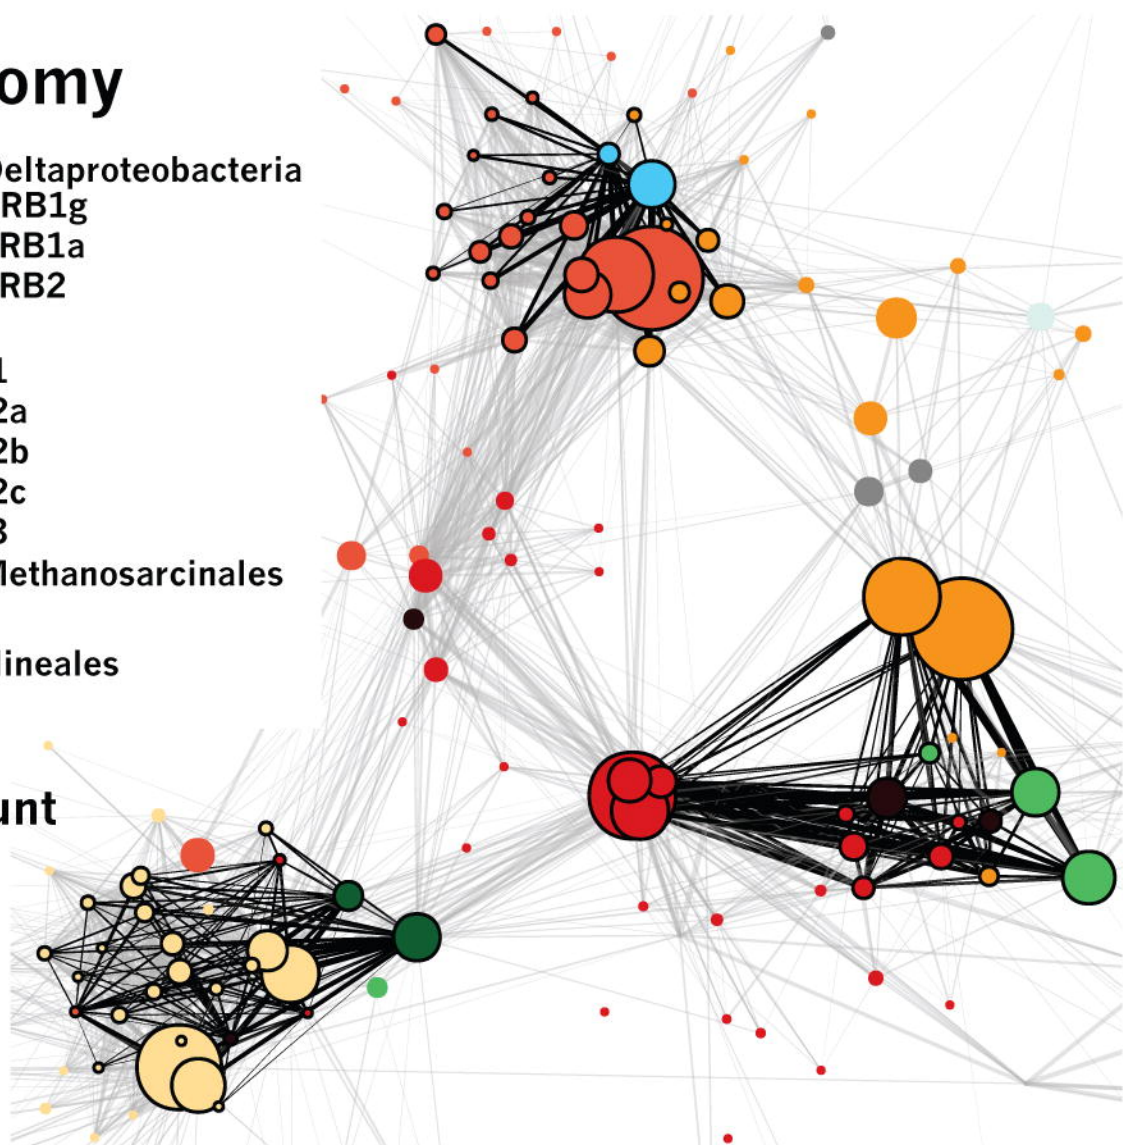 omy
Deltaproteobacteria
RB1g
RB1a
RB2
1
2a
2b
2c
3
Methanosarcinales
lineales
unt